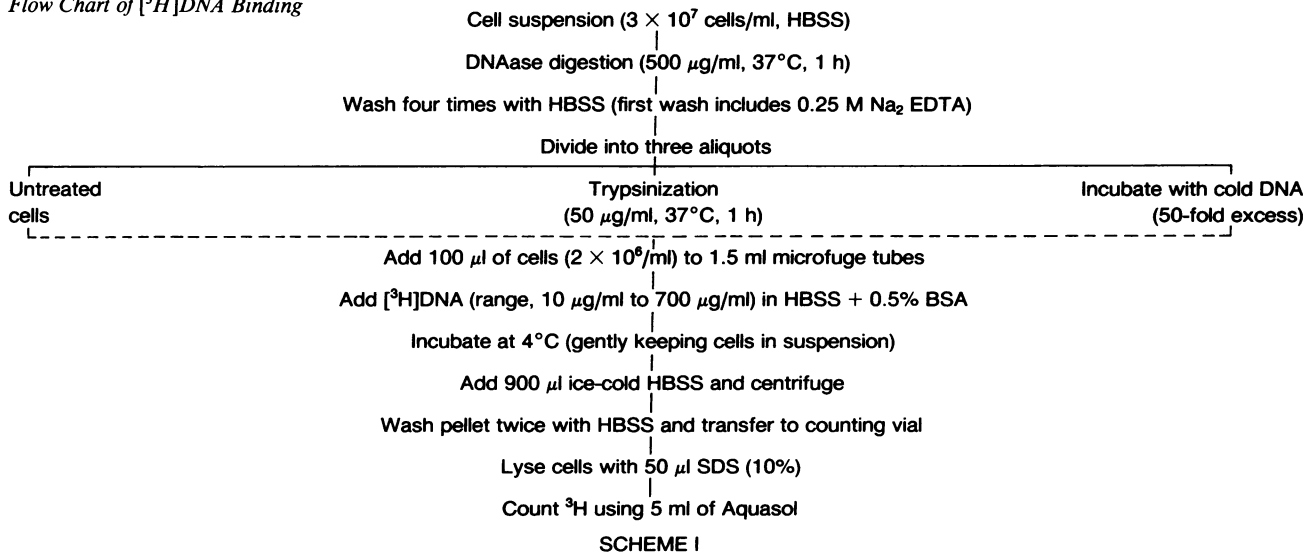 Flow Chart of [³H]DNA Binding
Cell suspension (3 × 10⁷ cells/ml, HBSS)
DNAase digestion (500 μg/ml, 37°C, 1 h)
Wash four times with HBSS (first wash includes 0.25 M Na₂ EDTA)
Divide into three aliquots
Untreated cells
Trypsinization
(50 μg/ml, 37°C, 1 h)
Incubate with cold DNA
(50-fold excess)
Add 100 μl of cells (2 × 10⁶/ml) to 1.5 ml microfuge tubes
Add [³H]DNA (range, 10 μg/ml to 700 μg/ml) in HBSS + 0.5% BSA
Incubate at 4°C (gently keeping cells in suspension)
Add 900 μl ice-cold HBSS and centrifuge
Wash pellet twice with HBSS and transfer to counting vial
Lyse cells with 50 μl SDS (10%)
Count ³H using 5 ml of Aquasol
SCHEME I